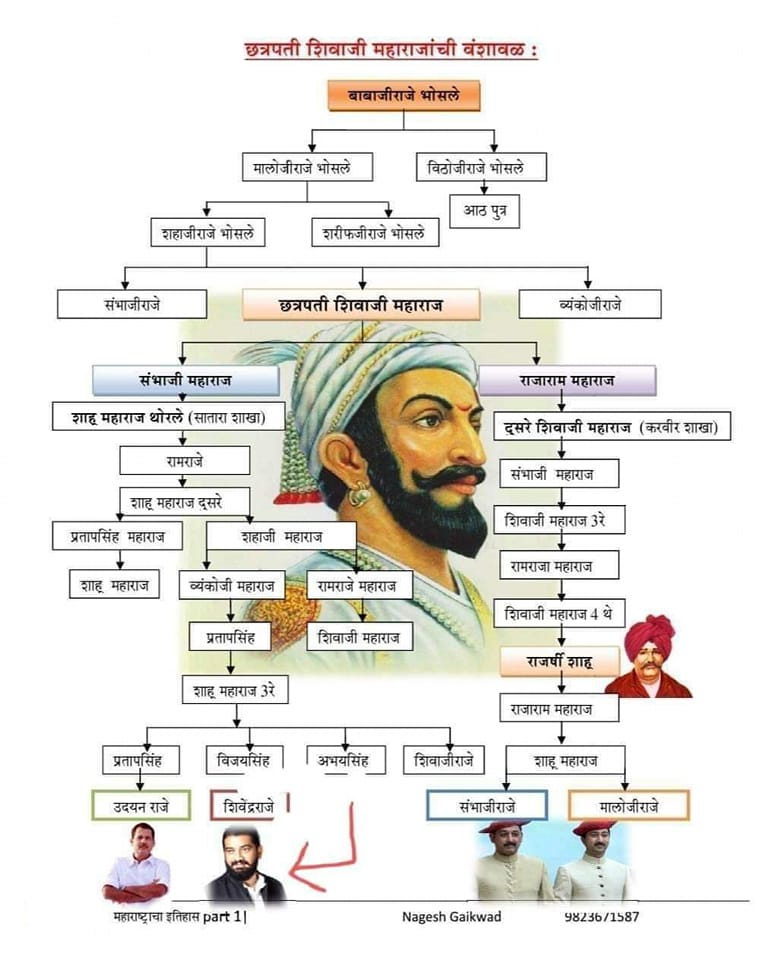 छत्रपती शिवाजी महाराजांची वंशावळ :
बाबाजीराजे भोसले
मालोजीराजे भोसले
विठोजीराजे भोसले
आठ पुत्र
शहाजीराजे भोसले
शरीफजीराजे भोसले
संभाजीराजे
छत्रपती शिवाजी महाराज
व्यंकोजीराजे
संभाजी महाराज
राजाराम महाराज
शाहू महाराज थोरले (सातारा शाखा)
दुसरे शिवाजी महाराज (करवीर शाखा)
रामराजे
संभाजी महाराज
शाहू महाराज दुसरे
शिवाजी महाराज 3रे
प्रतापसिंह महाराज
शहाजी महाराज
रामराजा महाराज
शाहू महाराज
व्यंकोजी महाराज
रामराजे महाराज
शिवाजी महाराज 4 थे
प्रतापसिंह
शिवाजी महाराज
राजर्षी शाहू
शाहू महाराज 3रे
राजाराम महाराज
प्रतापसिंह
विजयसिंह
अभयसिंह
शिवाजीराजे
शाहू महाराज
उदयन राजे
शिवेंद्रराजे
संभाजीराजे
मालोजीराजे
महाराष्ट्राचा इतिहास part 1|
Nagesh Gaikwad
9823671587